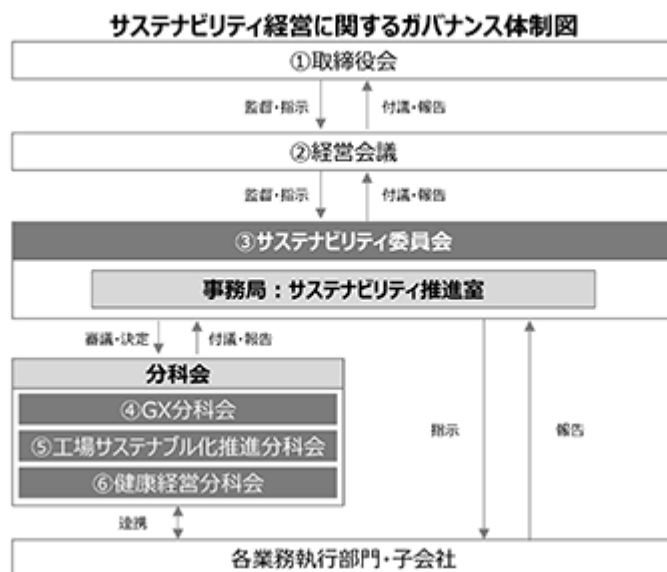 サステナビリティ経営に関するガバナンス体制図
①取締役会
監督・指示
付議・報告
②経営会議
監督・指示
付議・報告
③サステナビリティ委員会
事務局：サステナビリティ推進室
審議・決定
付議・報告
分科会
④GX分科会
⑤工場サステナブル化推進分科会
⑥健康経営分科会
指示
報告
連携
各業務執行部門・子会社